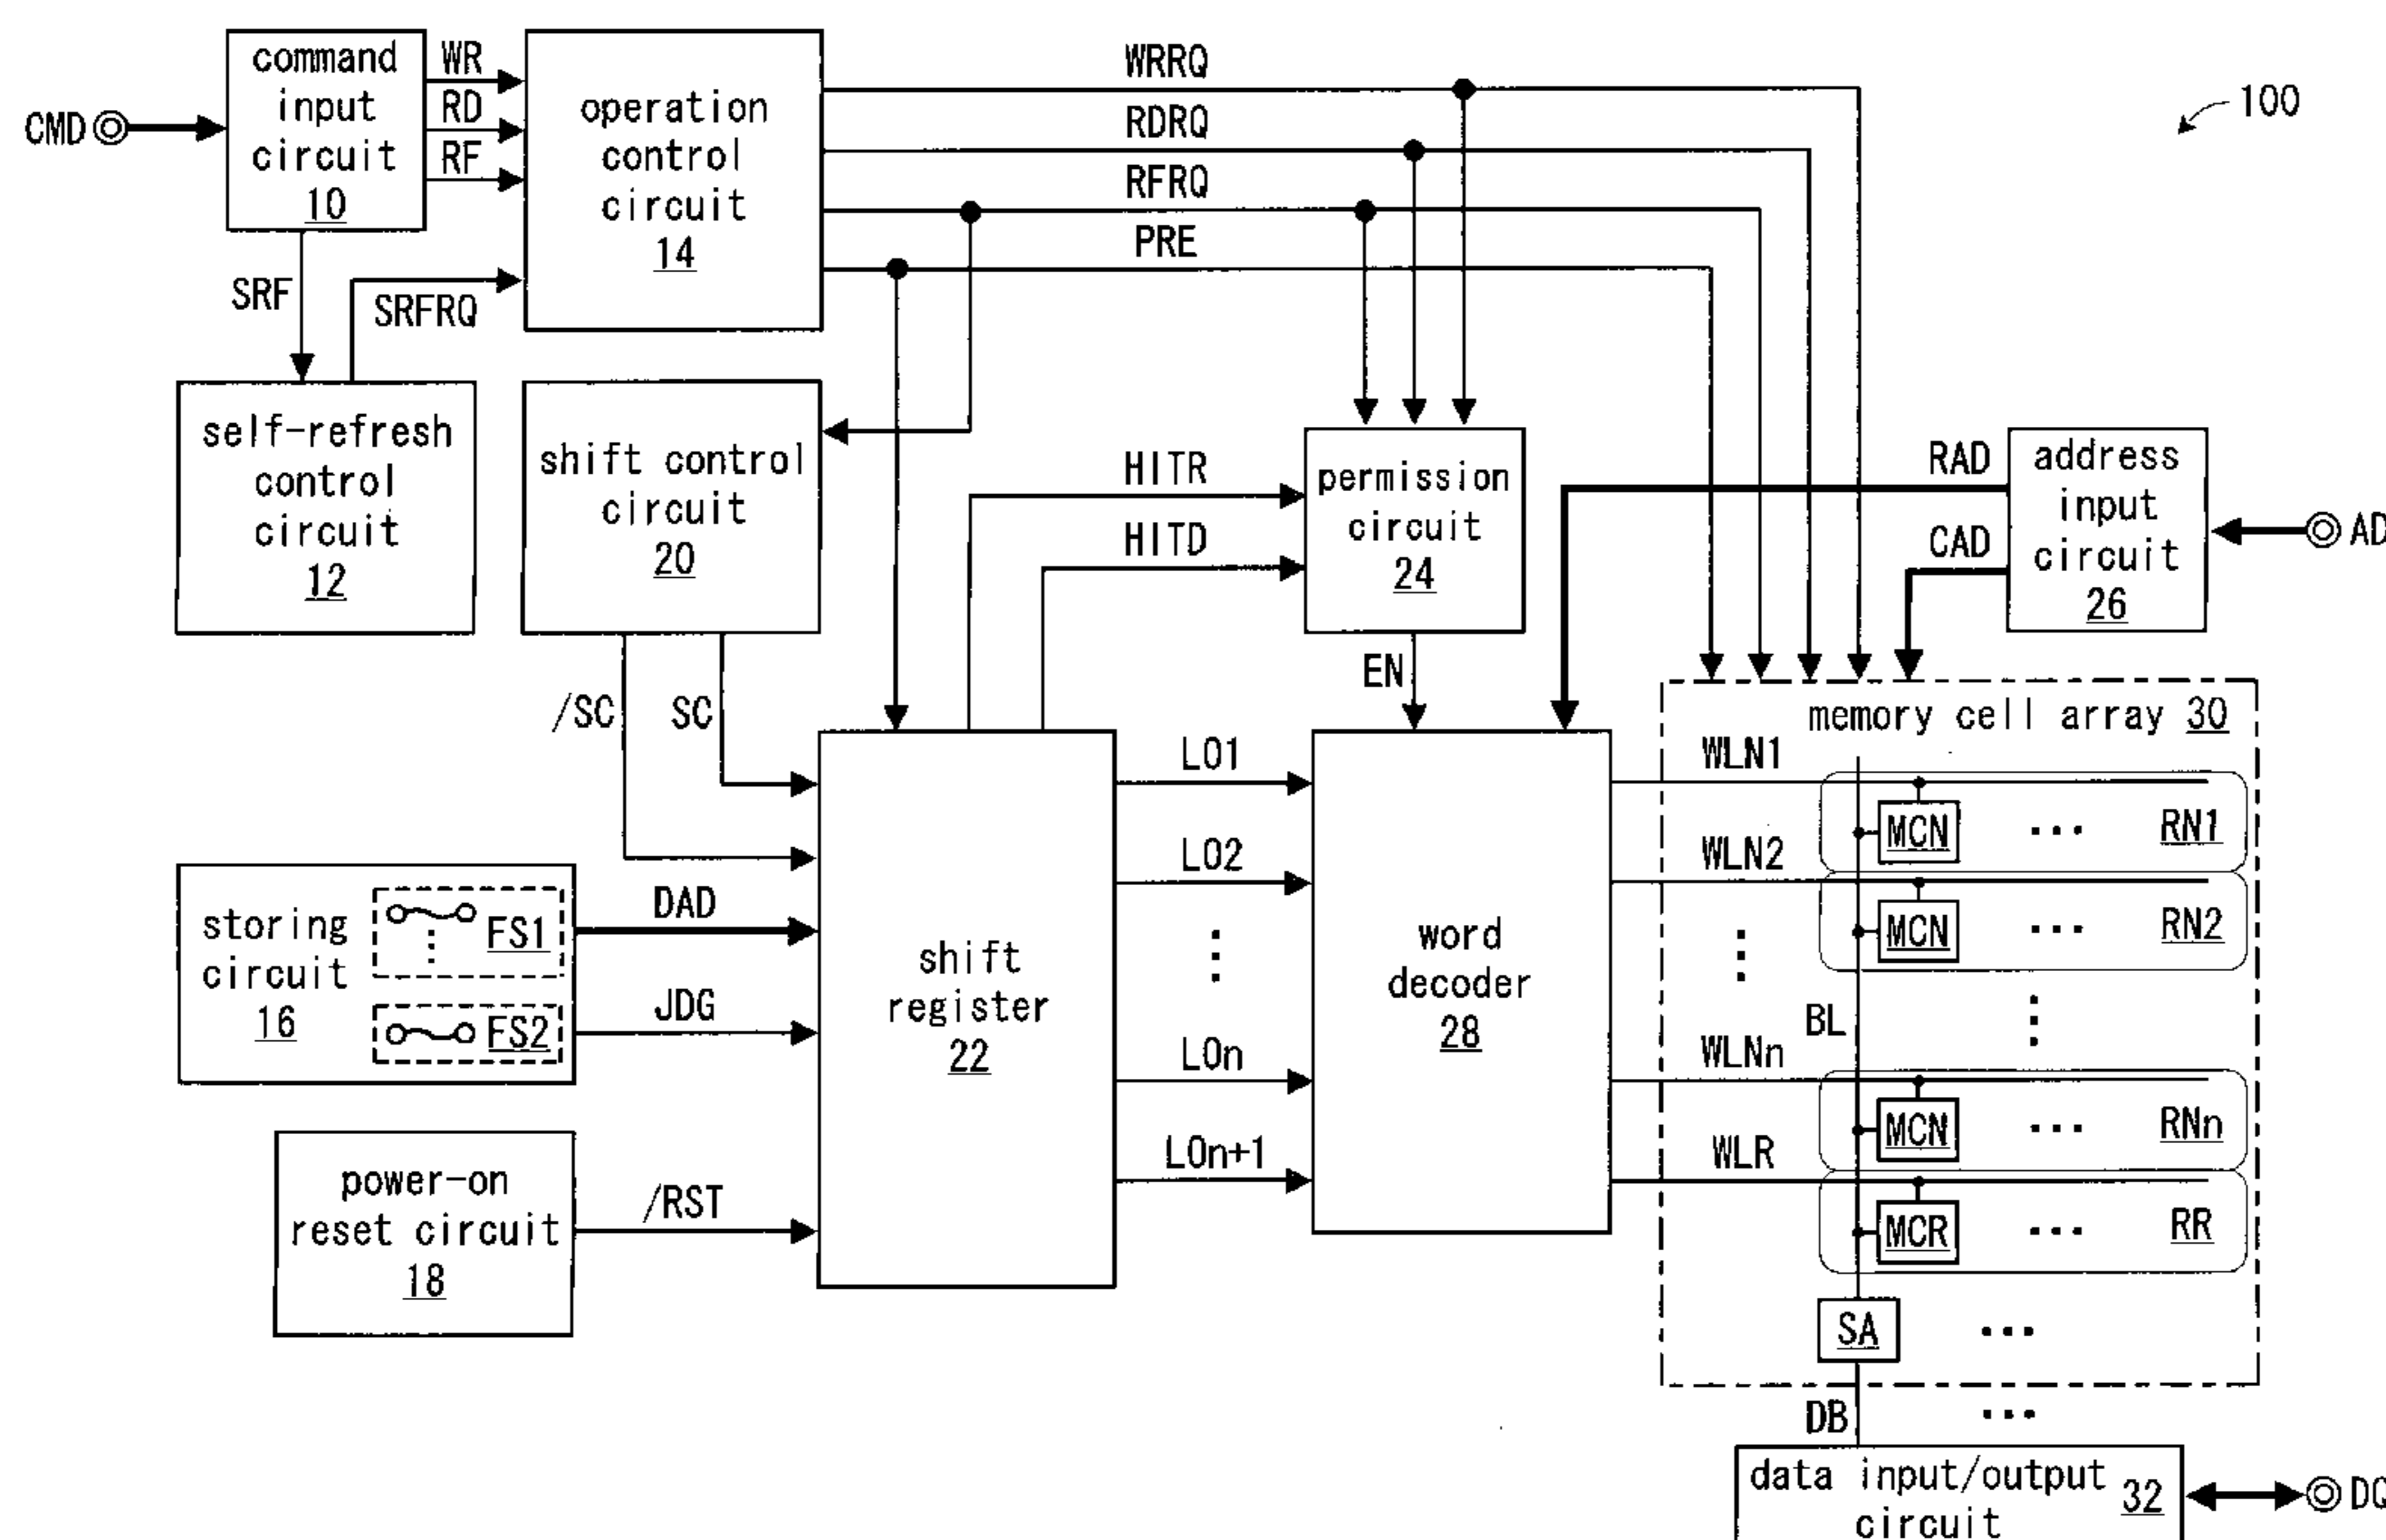 command
input
circuit
10
CMD
WR
RD
RF
operation
control
circuit
14
WRRQ
RDRQ
RFRQ
PRE
100
SRF
SRFRQ
self-refresh
control
circuit
12
shift control
circuit
20
HITR
HITD
permission
circuit
24
RAD
CAD
address
input
circuit
26
AD
/SC
SC
EN
memory cell array 30
storing
circuit
16
FS1
FS2
DAD
JDG
power-on
reset circuit
18
/RST
shift
register
22
LO1
LO2
LOn
LOn+1
word
decoder
28
WLN1
WLN2
WLNn
WLR
BL
MCN
RN1
MCN
RN2
MCN
RNn
MCR
RR
SA
DB
data input/output
circuit
32
DQ